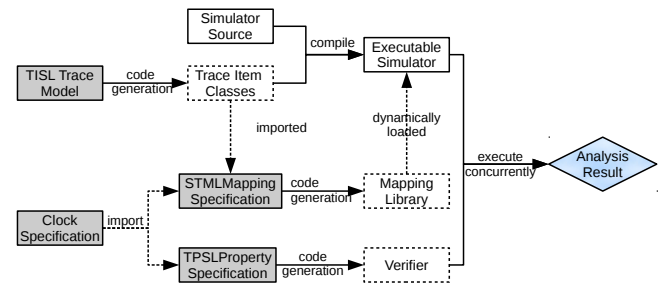 Simulator
Source
compile
Executable
Simulator
TISL Trace
Model
code
generation
Trace Item
Classes
imported
dynamically
loaded
execute
concurrently
Analysis
Result
STMLMapping
Specification
code
generation
Mapping
Library
Clock
Specification
import
TPSLProperty
Specification
code
generation
Verifier